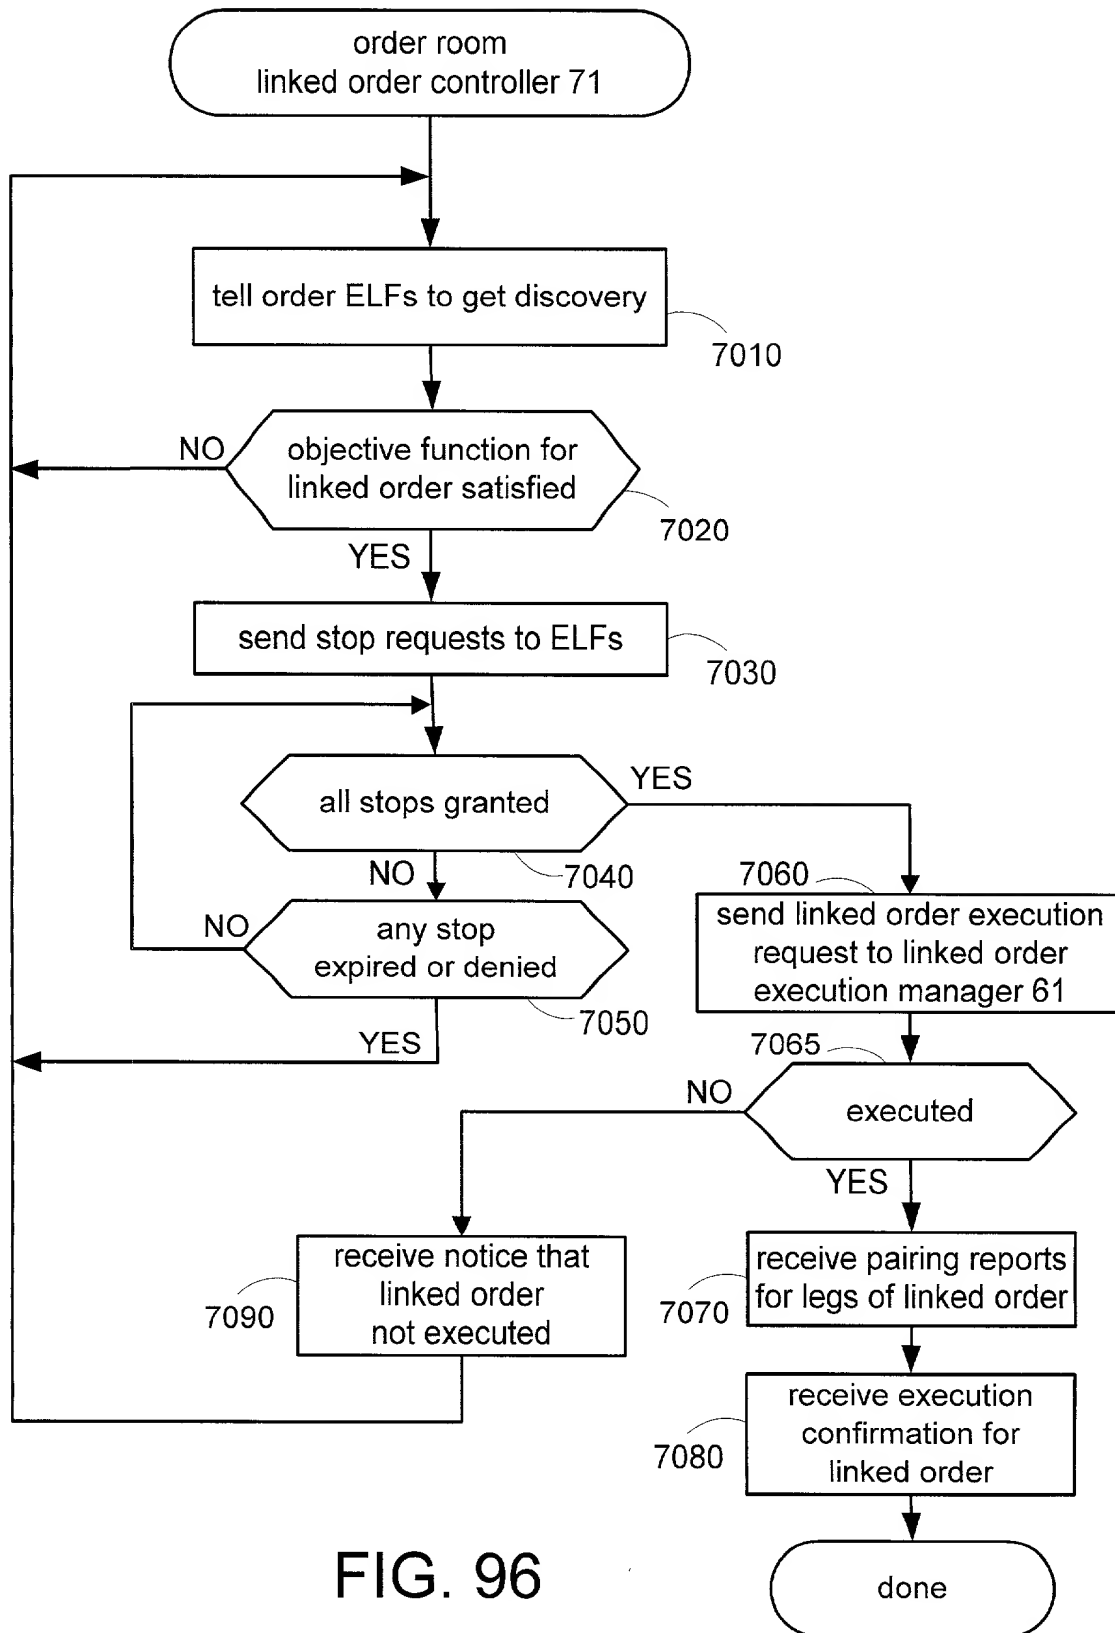 order room
linked order controller 71
tell order ELFs to get discovery
7010
NO
objective function for
linked order satisfied
7020
YES
send stop requests to ELFs
7030
all stops granted
YES
7040
NO
7060
send linked order execution
request to linked order
execution manager 61
NO
any stop
expired or denied
7050
YES
7065
NO
executed
YES
receive notice that
linked order
not executed
7090
receive pairing reports
for legs of linked order
7070
receive execution
confirmation for
linked order
7080
done
FIG. 96